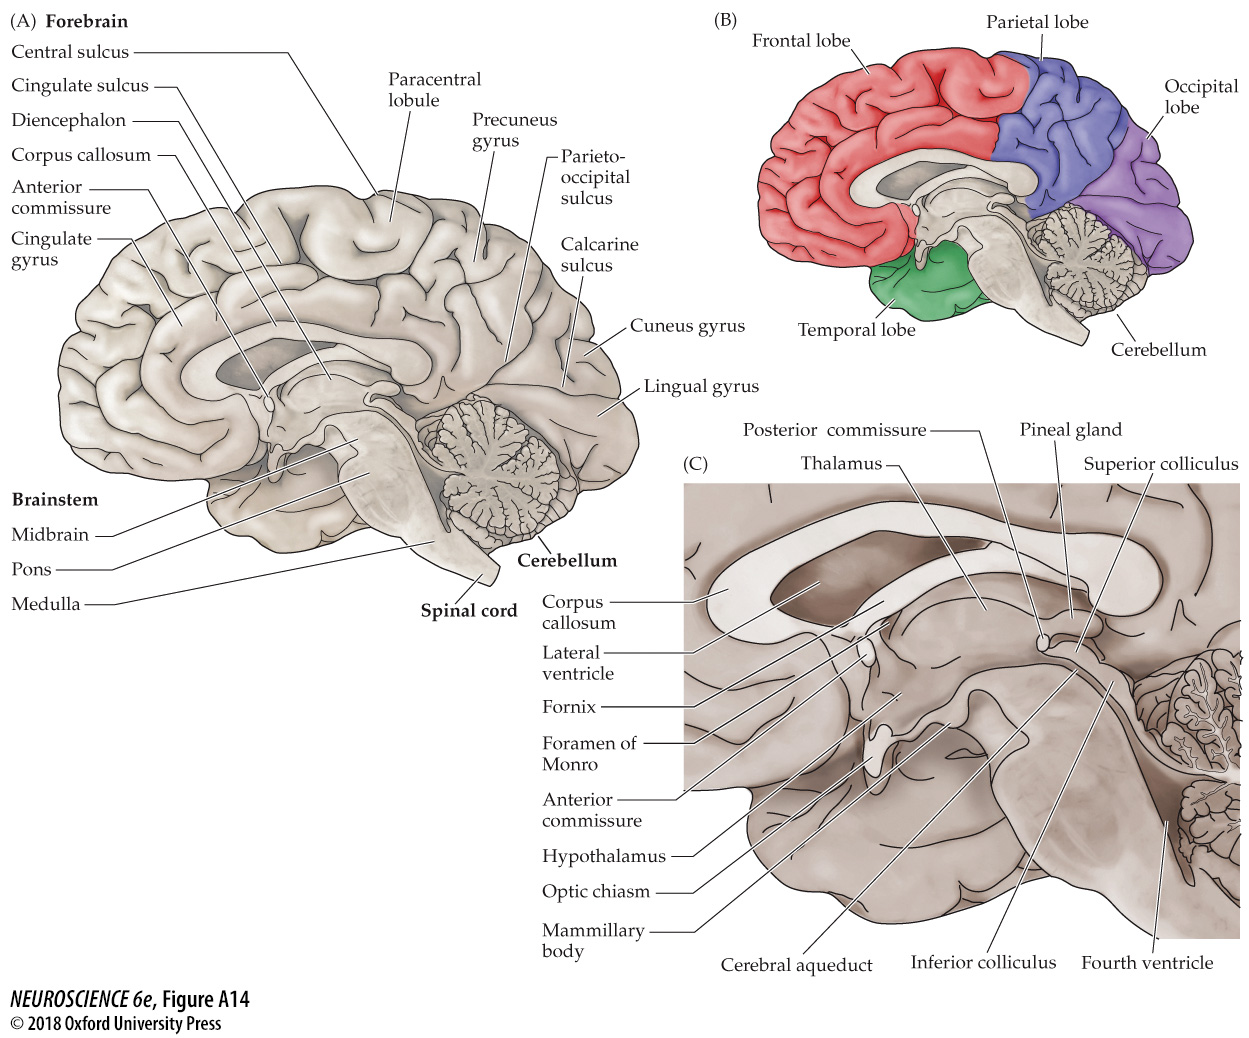 (A) Forebrain
Central sulcus
Cingulate sulcus
Diencephalon
Corpus callosum
Anterior
commissure
Cingulate
gyrus
Paracentral
lobule
Precuneus
gyrus
Parieto-
occipital
sulcus
Calcarine
sulcus
Cuneus gyrus
Lingual gyrus
Brainstem
Midbrain
Pons
Medulla
Cerebellum
Spinal cord
(B)
Frontal lobe
Parietal lobe
Occipital
lobe
Temporal lobe
Cerebellum
(C)
Posterior commissure
Pineal gland
Thalamus
Superior colliculus
Corpus
callosum
Lateral
ventricle
Fornix
Foramen of
Monro
Anterior
commissure
Hypothalamus
Optic chiasm
Mammillary
body
Cerebral aqueduct
Inferior colliculus
Fourth ventricle
NEUROSCIENCE 6e, Figure A14
© 2018 Oxford University Press